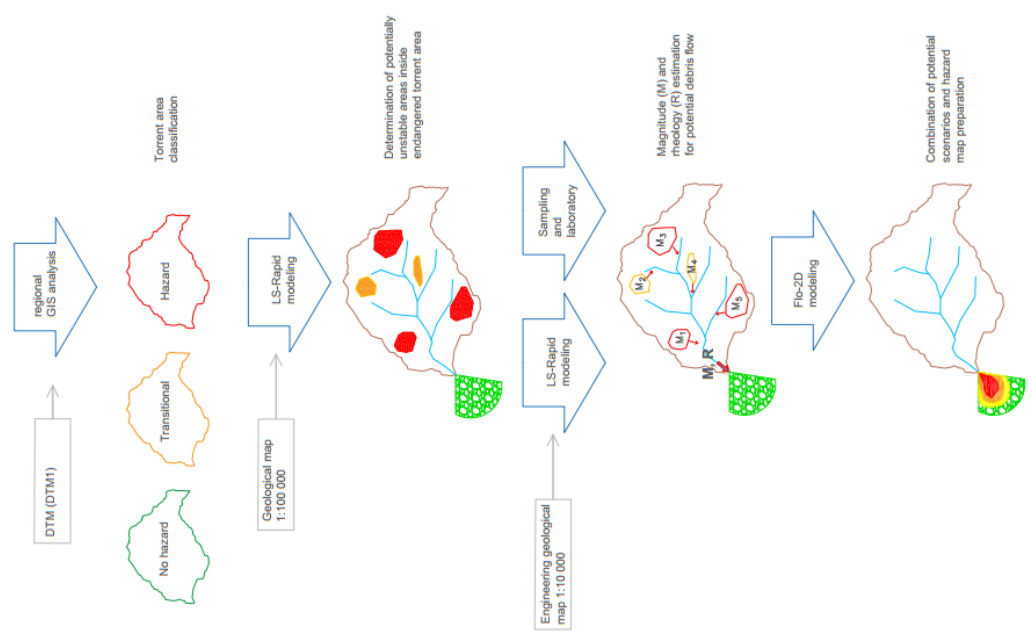 DTM (DTM1)
regional
GIS analysis
No hazard
Transitional
Hazard
Torrent area
classification
Geological map
1:100 000
LS-Rapid
modeling
Determination of potentially
unstable areas inside
endangered torrent area
Engineering geological
map 1:10 000
LS-Rapid
modeling
Sampling
and
laboratory
M₁
M₂
M₃
M₄
M₅
M, R
Magnitude (M) and
rheology (R) estimation
for potential debris flow
Flo-2D
modeling
Combination of potential
scenarios and hazard
map preparation